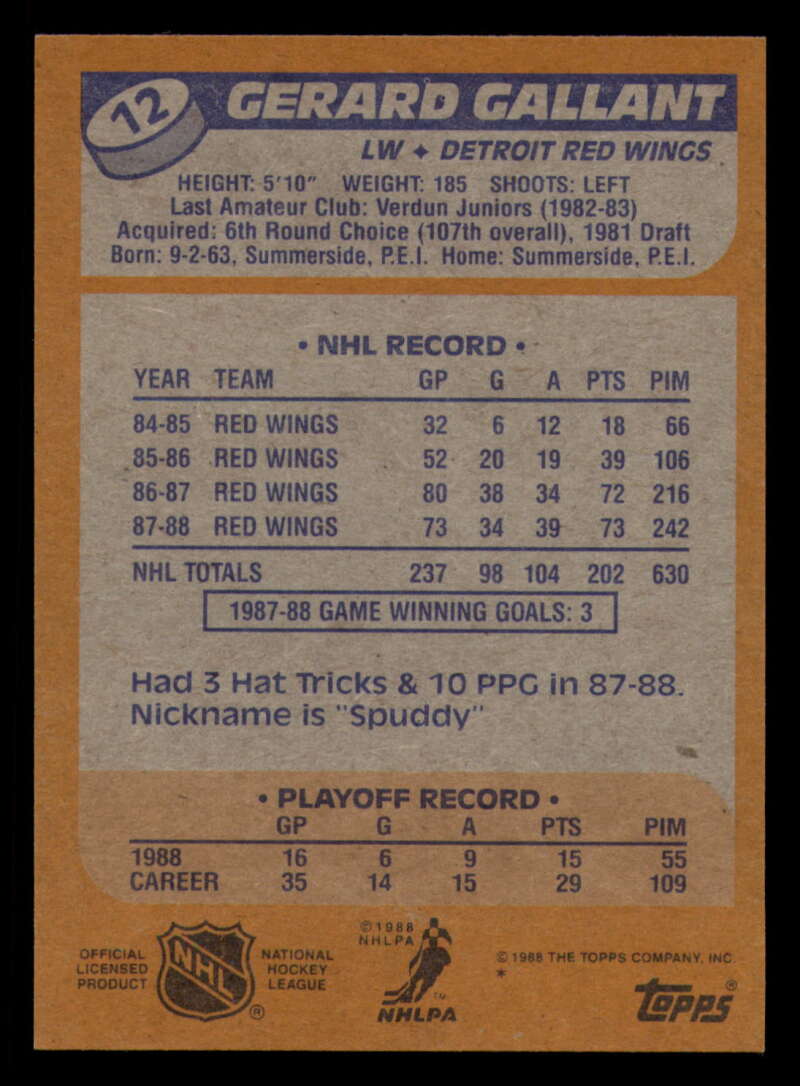 12 GERARD GALLANT
LW ✦ DETROIT RED WINGS
HEIGHT: 5'10" WEIGHT: 185 SHOOTS: LEFT
Last Amateur Club: Verdun Juniors (1982-83)
Acquired: 6th Round Choice (107th overall), 1981 Draft
Born: 9-2-63, Summerside, P.E.I. Home: Summerside, P.E.I.
• NHL RECORD •
YEAR TEAM GP G A PTS PIM
84-85 RED WINGS 32 6 12 18 66
85-86 RED WINGS 52 20 19 39 106
86-87 RED WINGS 80 38 34 72 216
87-88 RED WINGS 73 34 39 73 242
NHL TOTALS 237 98 104 202 630
1987-88 GAME WINNING GOALS: 3
Had 3 Hat Tricks & 10 PPG in 87-88.
Nickname is "Spuddy"
• PLAYOFF RECORD •
GP G A PTS PIM
1988 16 6 9 15 55
CAREER 35 14 15 29 109
OFFICIAL
LICENSED
PRODUCT
NHL ®
NATIONAL
HOCKEY
LEAGUE
©1988
NHLPA
TM
NHLPA
© 1988 THE TOPPS COMPANY, INC.
*
TOPPS ®